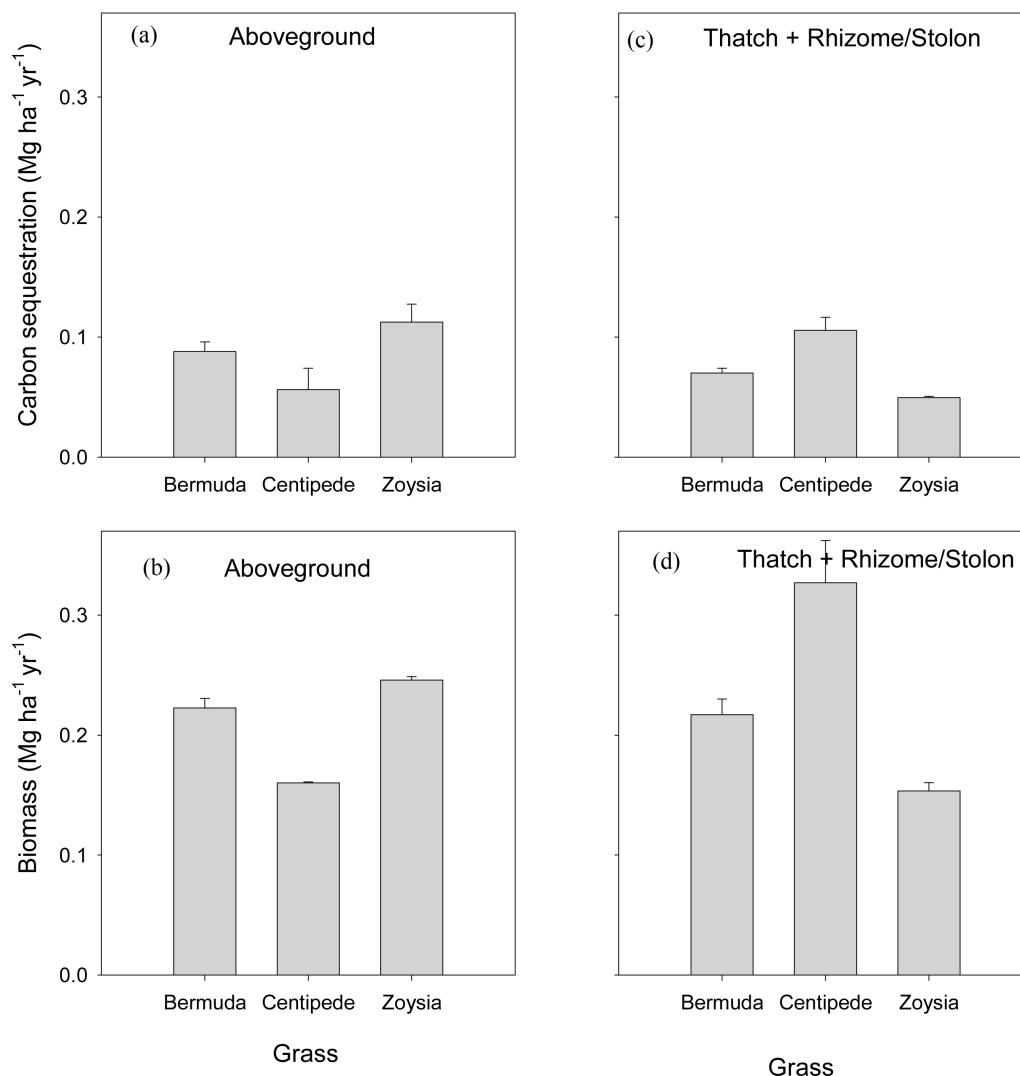 (a) Aboveground
Carbon sequestration (Mg ha⁻¹ yr⁻¹)
0.3
0.2
0.1
0.0
Bermuda Centipede Zoysia
(c) Thatch + Rhizome/Stolon
Bermuda Centipede Zoysia
(b) Aboveground
Biomass (Mg ha⁻¹ yr⁻¹)
0.3
0.2
0.1
0.0
Bermuda Centipede Zoysia
Grass
(d) Thatch + Rhizome/Stolon
Bermuda Centipede Zoysia
Grass